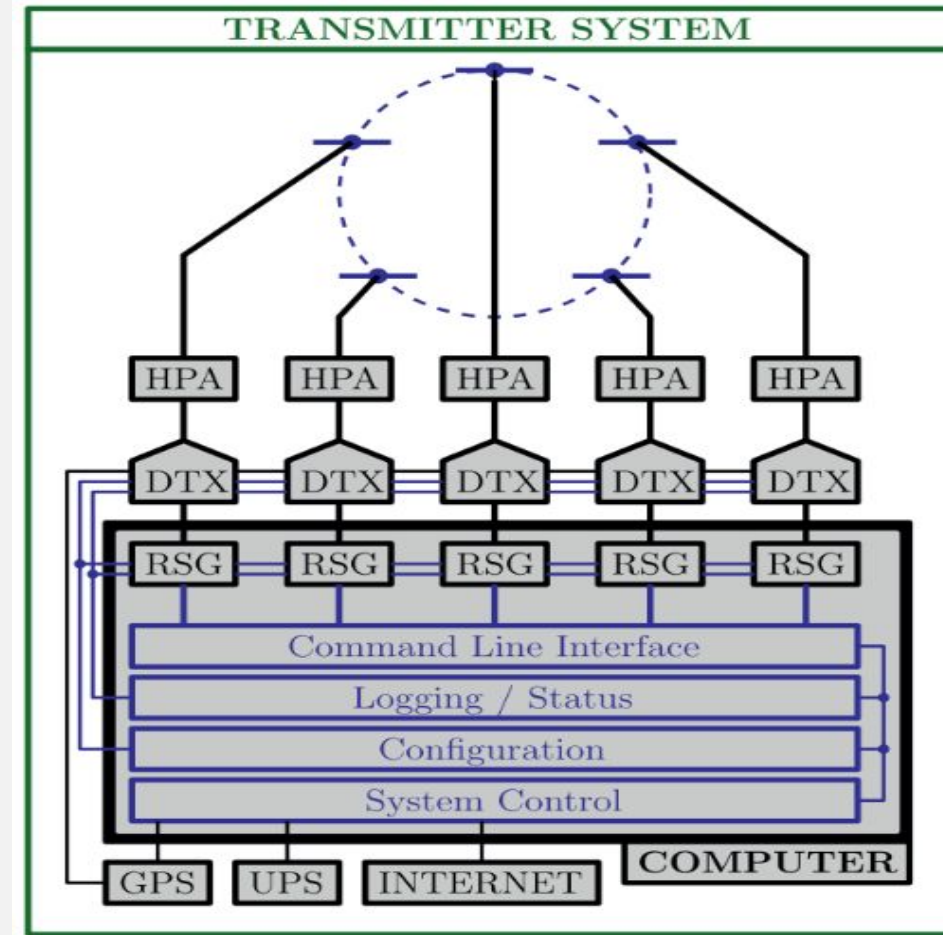 TRANSMITTER SYSTEM
HPA HPA HPA HPA HPA
DTX DTX DTX DTX DTX
RSG RSG RSG RSG RSG
Command Line Interface
Logging / Status
Configuration
System Control
COMPUTER
GPS UPS INTERNET